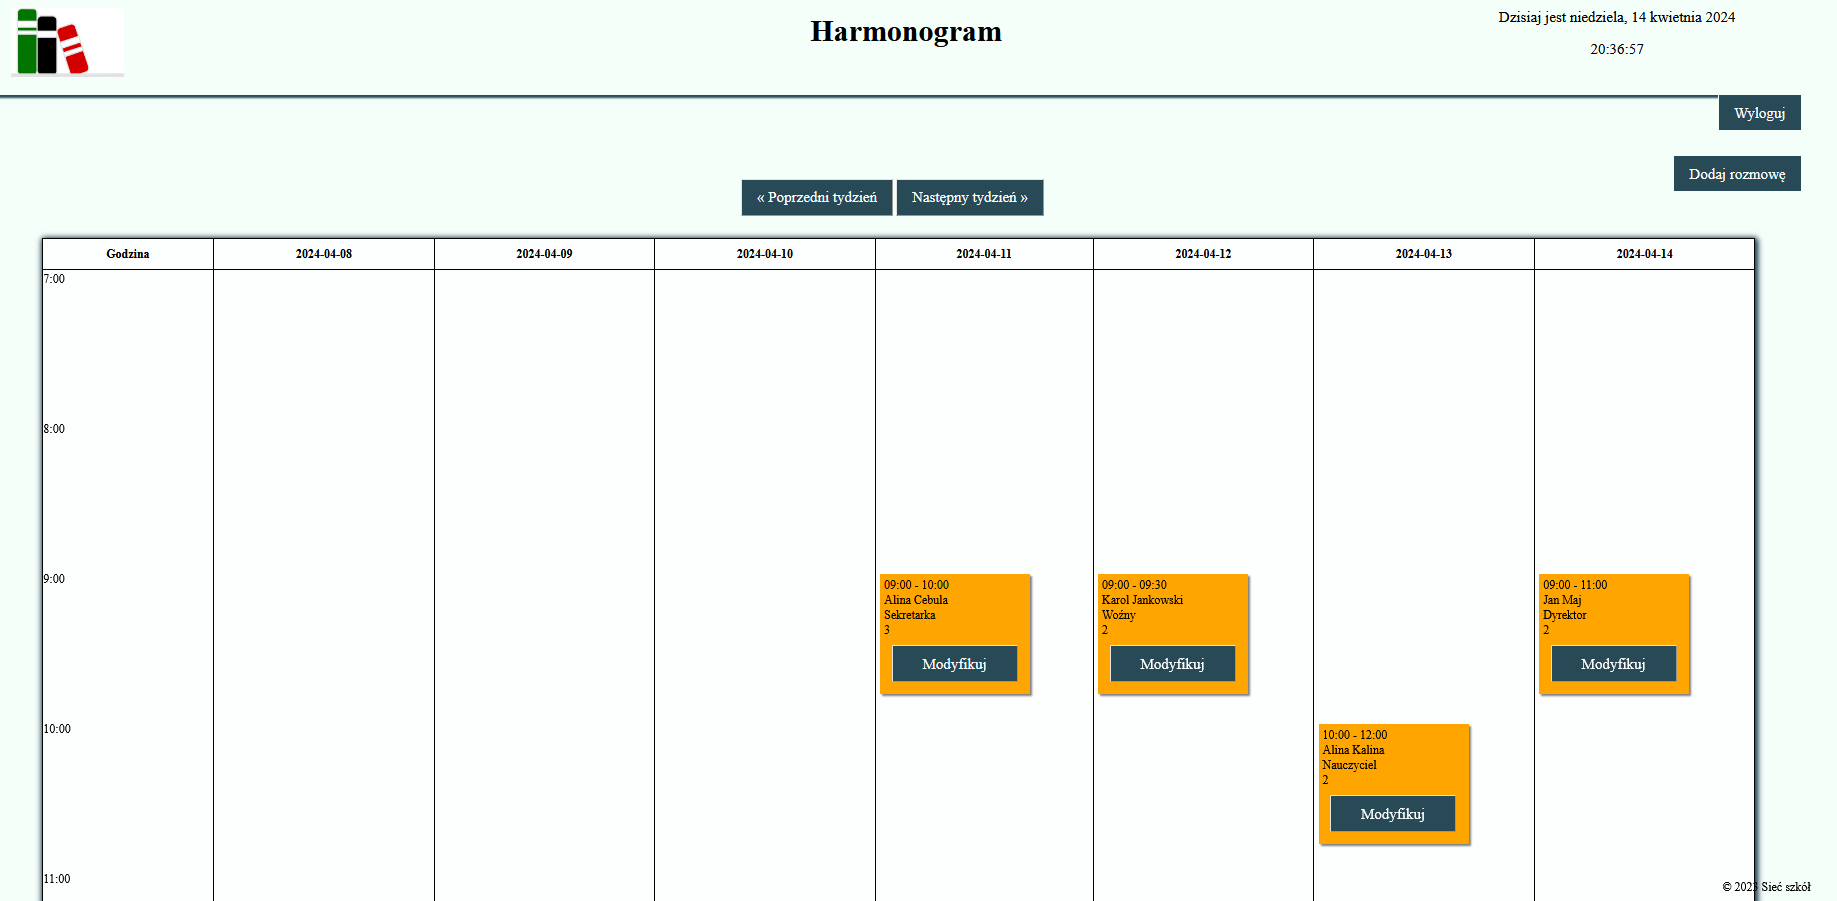 Harmonogram
Dzisiaj jest niedziela, 14 kwietnia 2024
20:36:57
Wyloguj
Dodaj rozmowę
« Poprzedni tydzień
Następny tydzień »
Godzina
2024-04-08
2024-04-09
2024-04-10
2024-04-11
2024-04-12
2024-04-13
2024-04-14
7:00
8:00
9:00
09:00 - 10:00
Alina Cebula
Sekretarka
3
Modyfikuj
09:00 - 09:30
Karol Jankowski
Woźny
2
Modyfikuj
09:00 - 11:00
Jan Maj
Dyrektor
2
Modyfikuj
10:00
10:00 - 12:00
Alina Kalina
Nauczyciel
2
Modyfikuj
11:00
© 2023 Sieć szkół